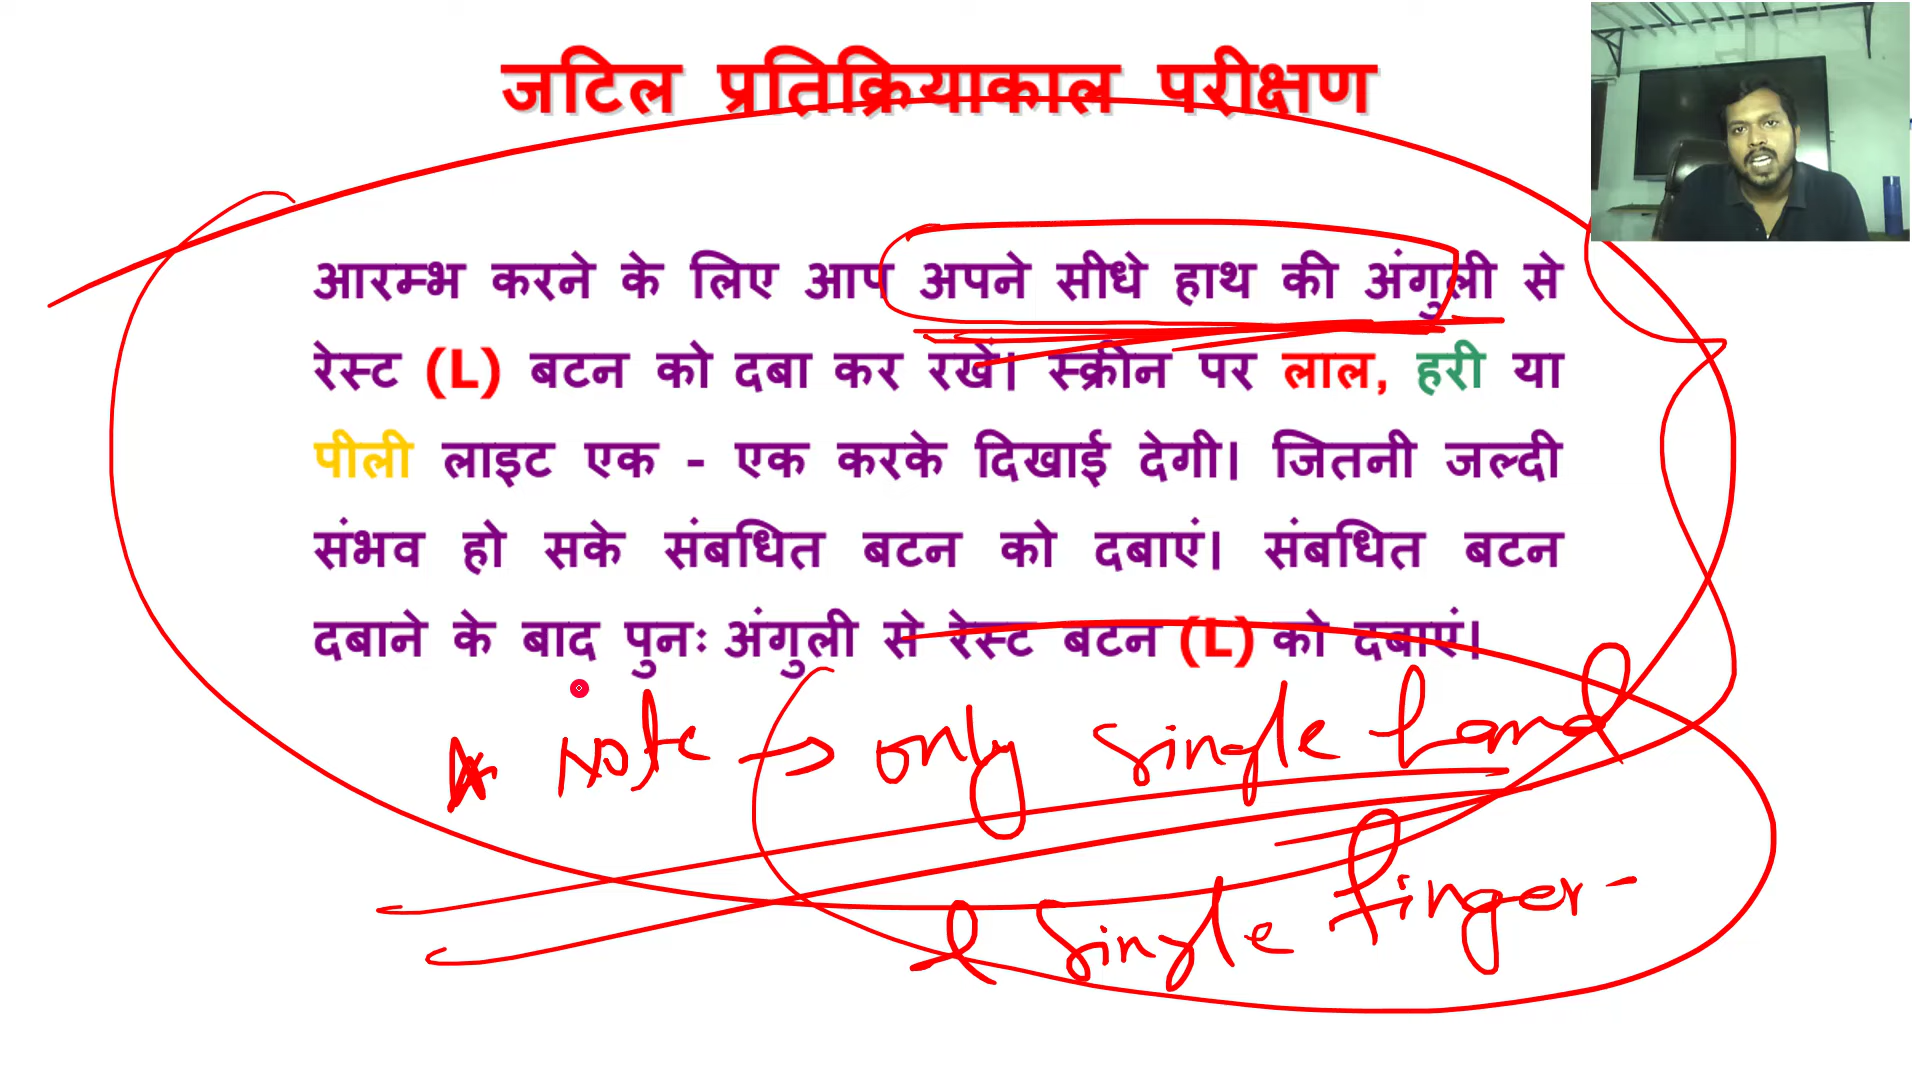 जटिल प्रतिक्रियाकाल परीक्षण
आरम्भ करने के लिए आप अपने सीधे हाथ की अंगुली से
रेस्ट (L) बटन को दबा कर रखें। स्क्रीन पर लाल, हरी या
पीली लाइट एक - एक करके दिखाई देगी। जितनी जल्दी
संभव हो सके संबधित बटन को दबाएं। संबधित बटन
दबाने के बाद पुनः अंगुली से रेस्ट बटन (L) को दबाएं।
Note → only single hand
& single finger-